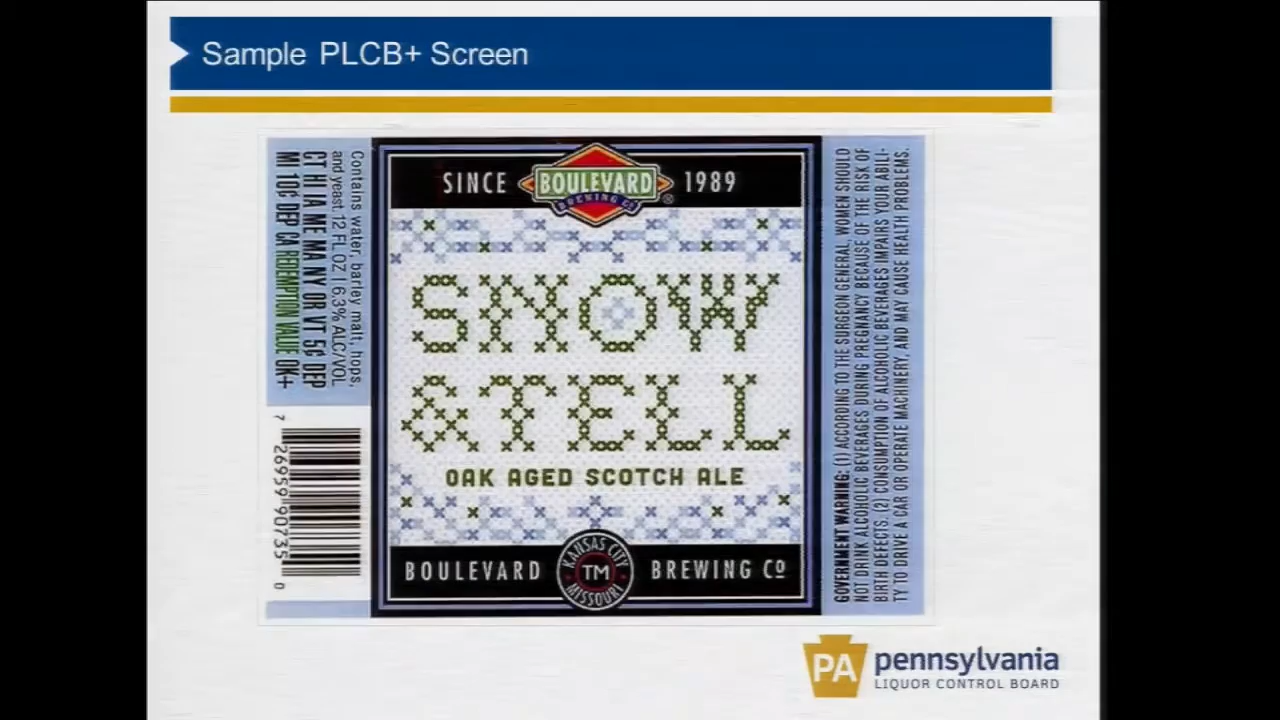 Sample PLCB+ Screen
Contains water, barley malt, hops,
and yeast. 12 FL OZ | 6.3% ALC/VOL
CT HI IA ME MA NY OR VT 5¢ DEP
MI 10¢ DEP CA REDEMPTION VALUE OK+
7 26959 90735 0
SINCE BOULEVARD 1989
BREWING Co ®
SNOW
&TELL
OAK AGED SCOTCH ALE
BOULEVARD KANSAS CITY TM MISSOURI BREWING Co
GOVERNMENT WARNING: (1) ACCORDING TO THE SURGEON GENERAL, WOMEN SHOULD
NOT DRINK ALCOHOLIC BEVERAGES DURING PREGNANCY BECAUSE OF THE RISK OF
BIRTH DEFECTS. (2) CONSUMPTION OF ALCOHOLIC BEVERAGES IMPAIRS YOUR ABILI-
TY TO DRIVE A CAR OR OPERATE MACHINERY, AND MAY CAUSE HEALTH PROBLEMS.
PA pennsylvania
LIQUOR CONTROL BOARD